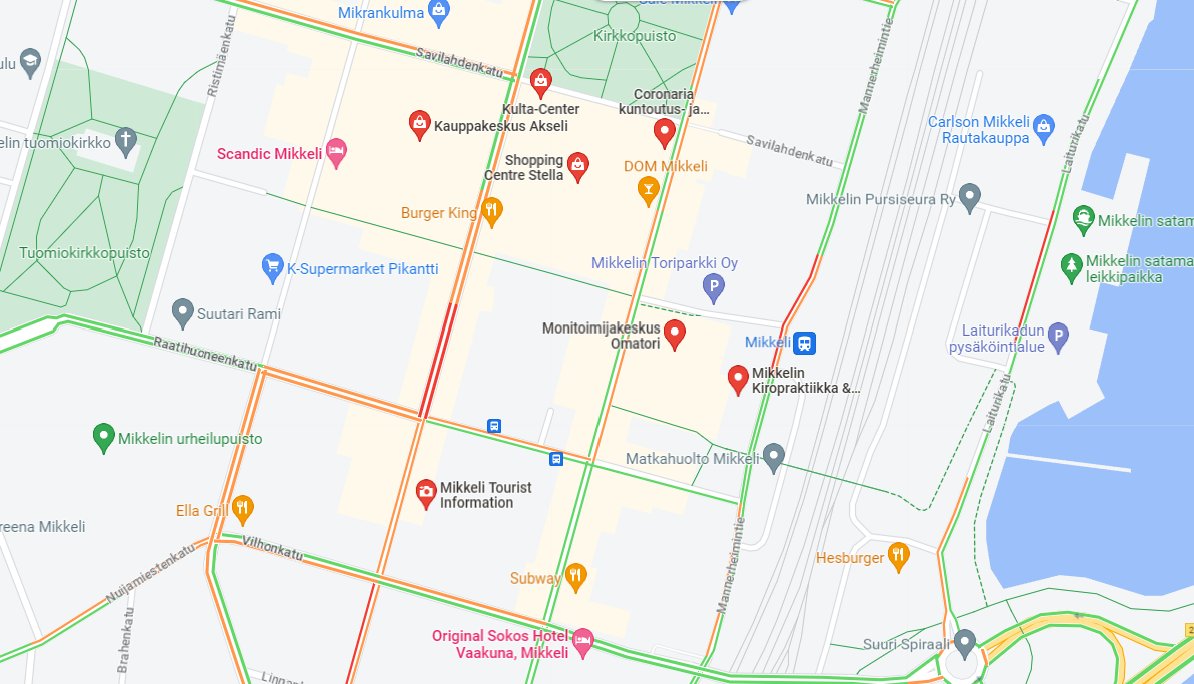 Mikrankulma
Kirkkopuisto
Ristimäenkatu
Savilahdenkatu
Mannerheimintie
Kulta-Center
Coronaria
kuntoutus- ja...
Kauppakeskus Akseli
Carlson Mikkeli
Rautakauppa
Laiturikatu
elin tuomiokirkko
Scandic Mikkeli
Shopping
Centre Stella
DOM Mikkeli
Savilahdenkatu
Burger King
Mikkelin Pursiseura Ry
Mikkelin satam
Tuomiokirkkopuisto
K-Supermarket Pikantti
Mikkelin Toriparkki Oy
P
Mikkelin satama
leikkipaikka
Suutari Rami
Monitoimijakeskus
Omatori
Mikkeli
Laiturikadun
pysäköintialue
P
Raatihuoneenkatu
Mikkelin
Kiropraktiikka &...
Laiturikatu
Mikkelin urheilupuisto
Matkahuolto Mikkeli
Mikkeli Tourist
Information
Ella Grill
reena Mikkeli
Vilhonkatu
Mannerheimintie
Nuijamiestenkatu
Hesburger
Subway
Brahenkatu
Original Sokos Hotel
Vaakuna, Mikkeli
Suuri Spiraali